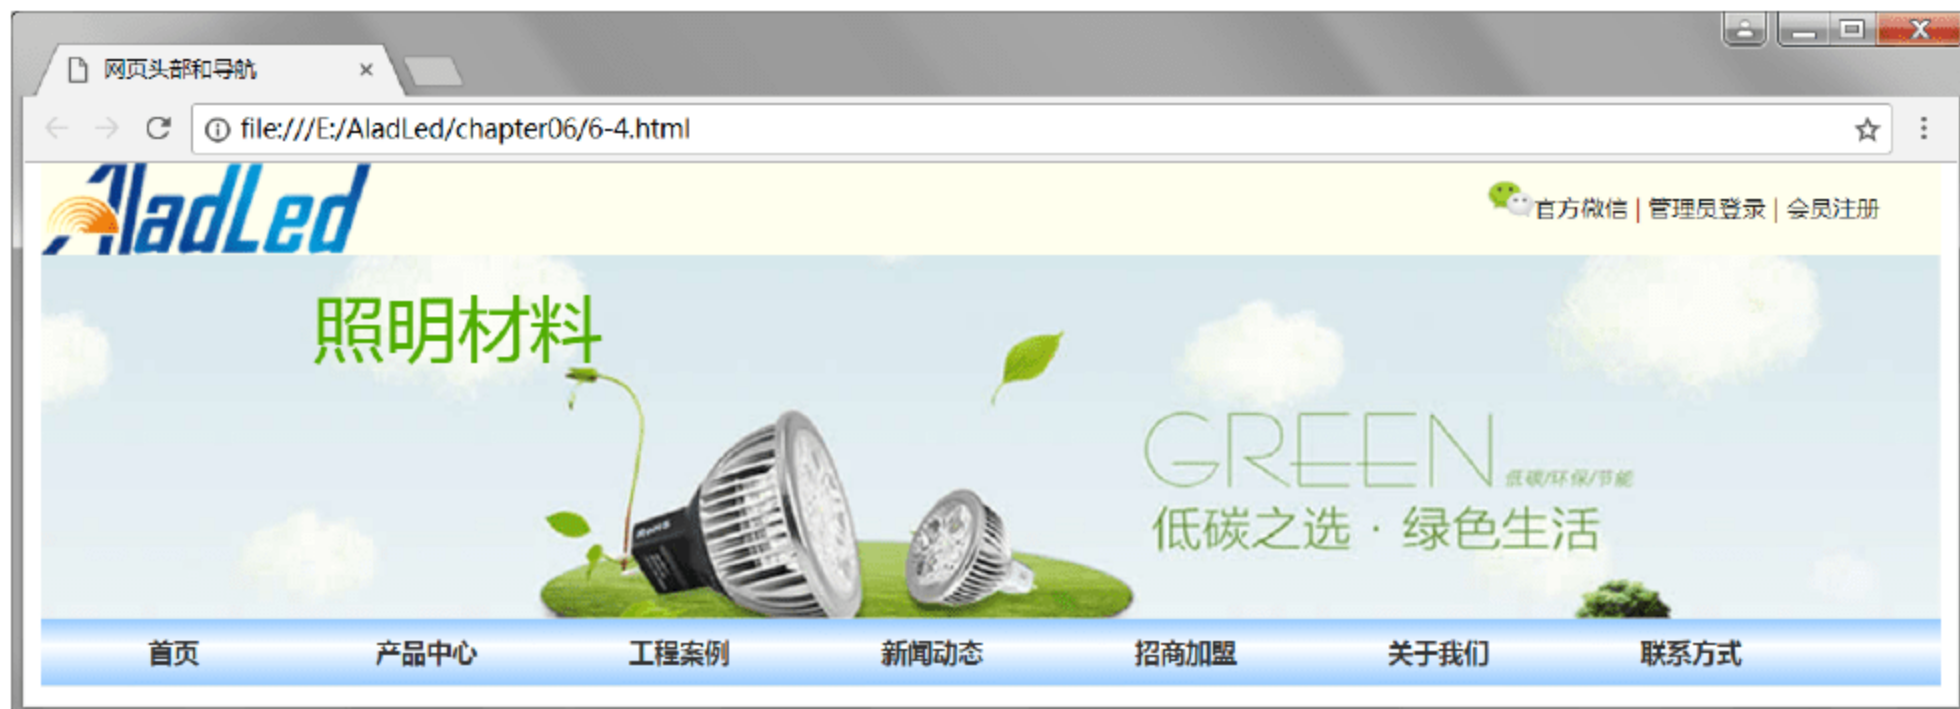 网页头部和导航
file:///E:/AladLed/chapter06/6-4.html
AladLed
官方微信 | 管理员登录 | 会员注册
照明材料
GREEN 低碳/环保/节能
低碳之选 · 绿色生活
RoHS
首页 产品中心 工程案例 新闻动态 招商加盟 关于我们 联系方式